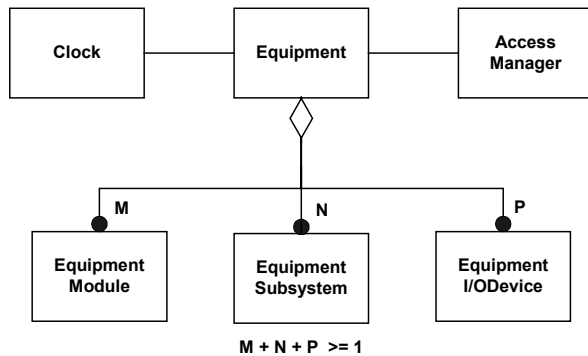 Clock
Equipment
Access
Manager
M
N
P
Equipment
Module
Equipment
Subsystem
Equipment
I/ODevice
M + N + P >= 1